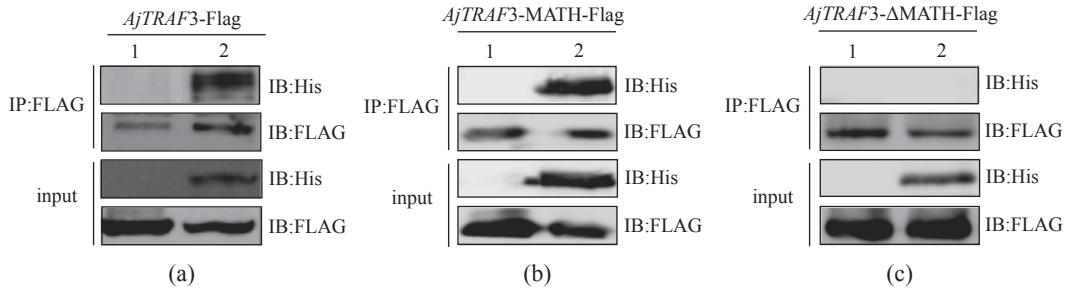 AjTRAF3-Flag
1 2
IP:FLAG
IB:His
IB:FLAG
input
IB:His
IB:FLAG
(a)
AjTRAF3-MATH-Flag
1 2
IP:FLAG
IB:His
IB:FLAG
input
IB:His
IB:FLAG
(b)
AjTRAF3-ΔMATH-Flag
1 2
IP:FLAG
IB:His
IB:FLAG
input
IB:His
IB:FLAG
(c)